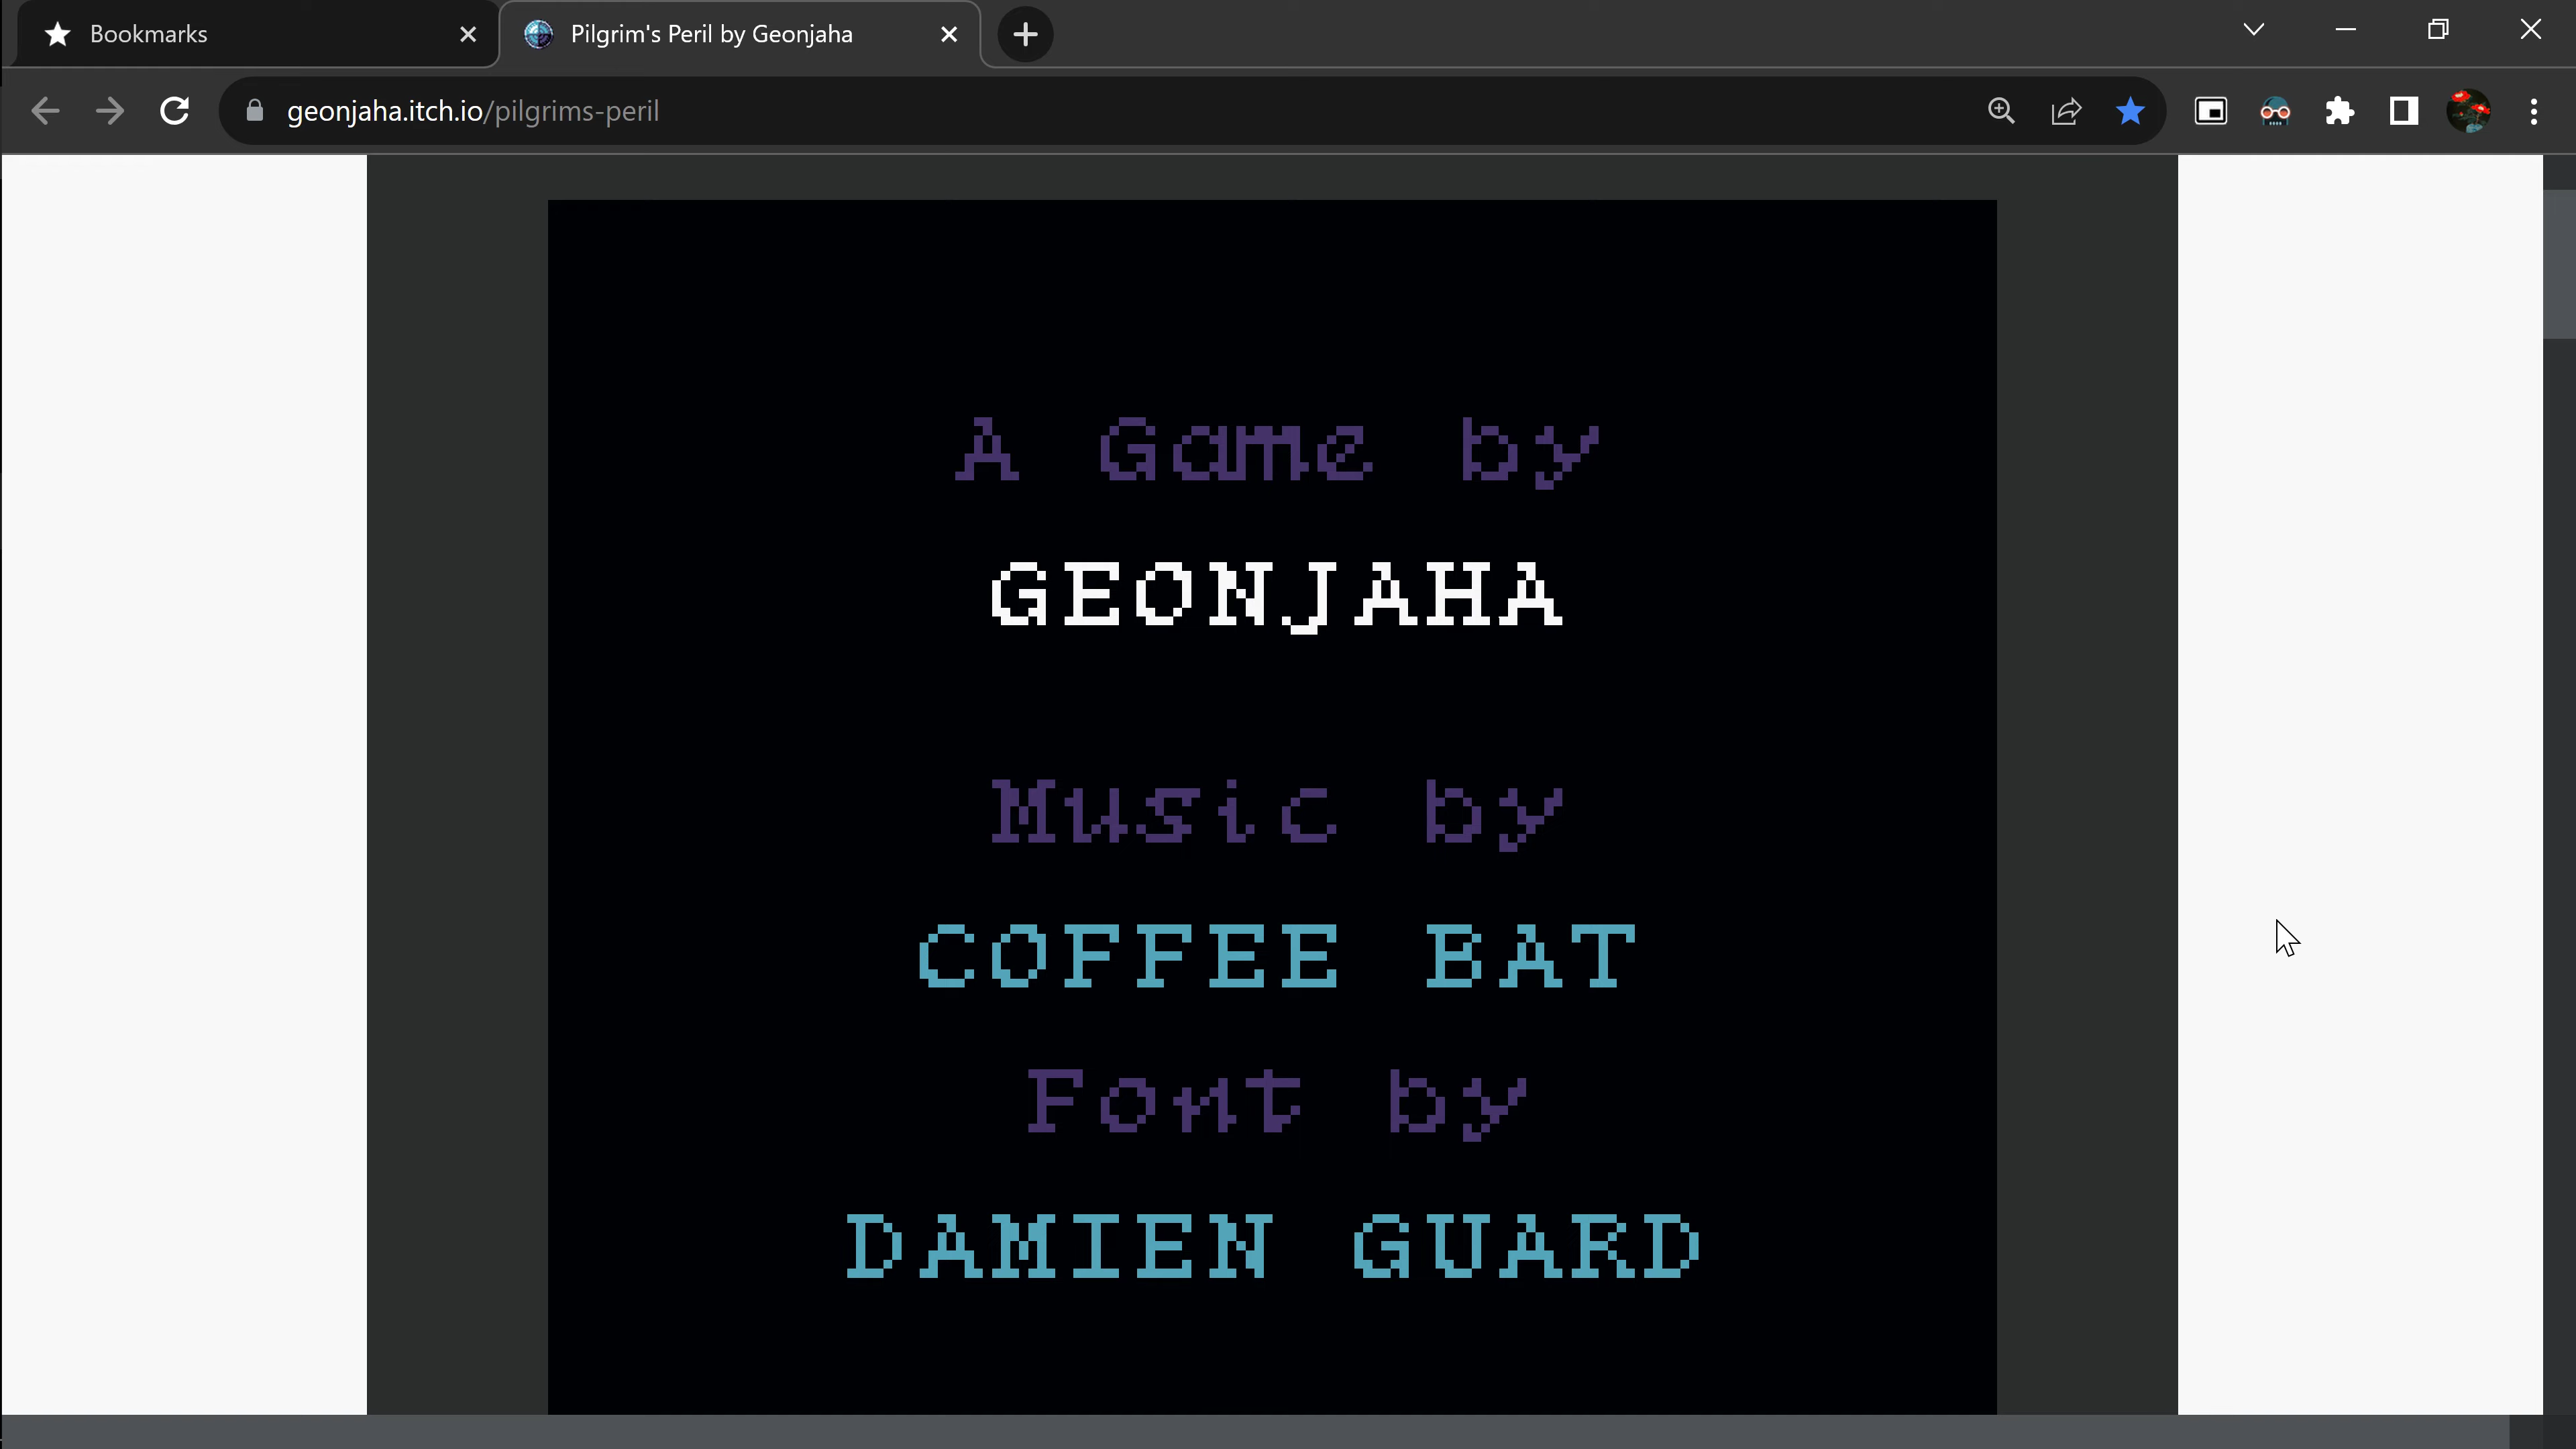 Bookmarks
Pilgrim's Peril by Geonjaha
geonjaha.itch.io/pilgrims-peril
A Game by
GEONJAHA
Music by
COFFEE BAT
Font by
DAMIEN GUARD